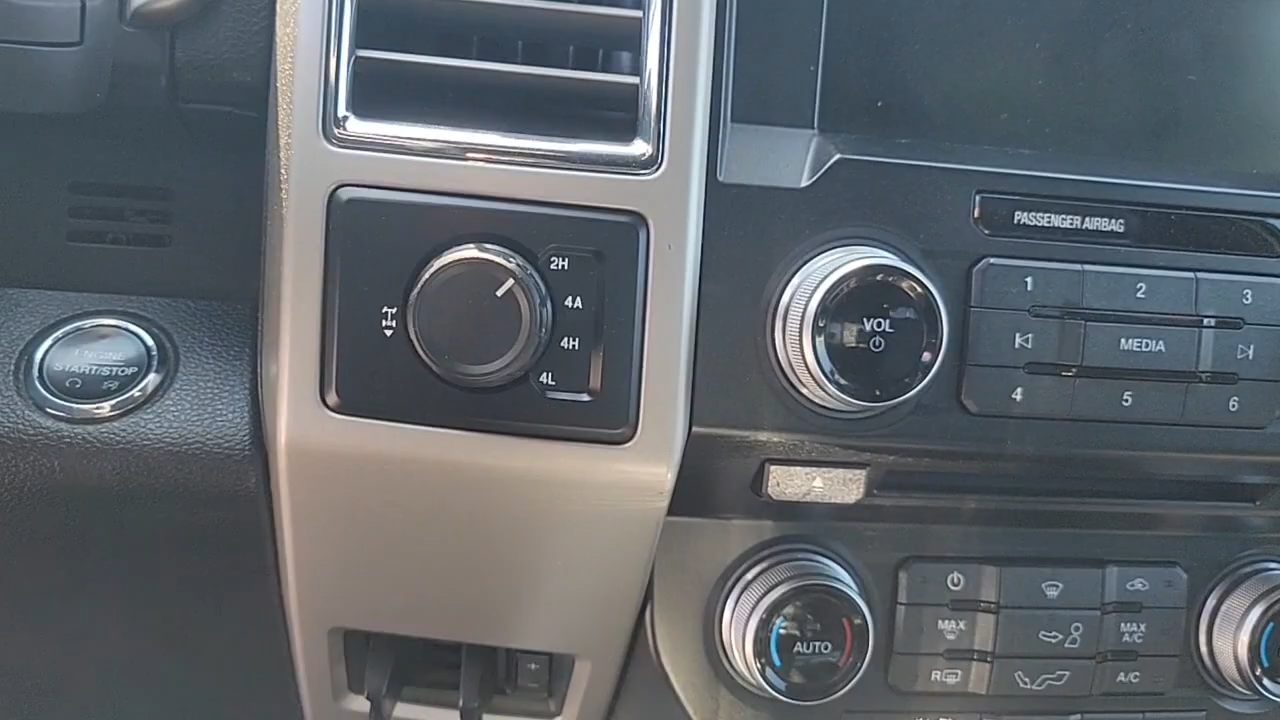 2H
4A
4H
4L
ENGINE
START/STOP
PASSENGER AIRBAG
VOL
1 2 3
MEDIA
4 5 6
AUTO
MAX
MAX
A/C
R
A/C